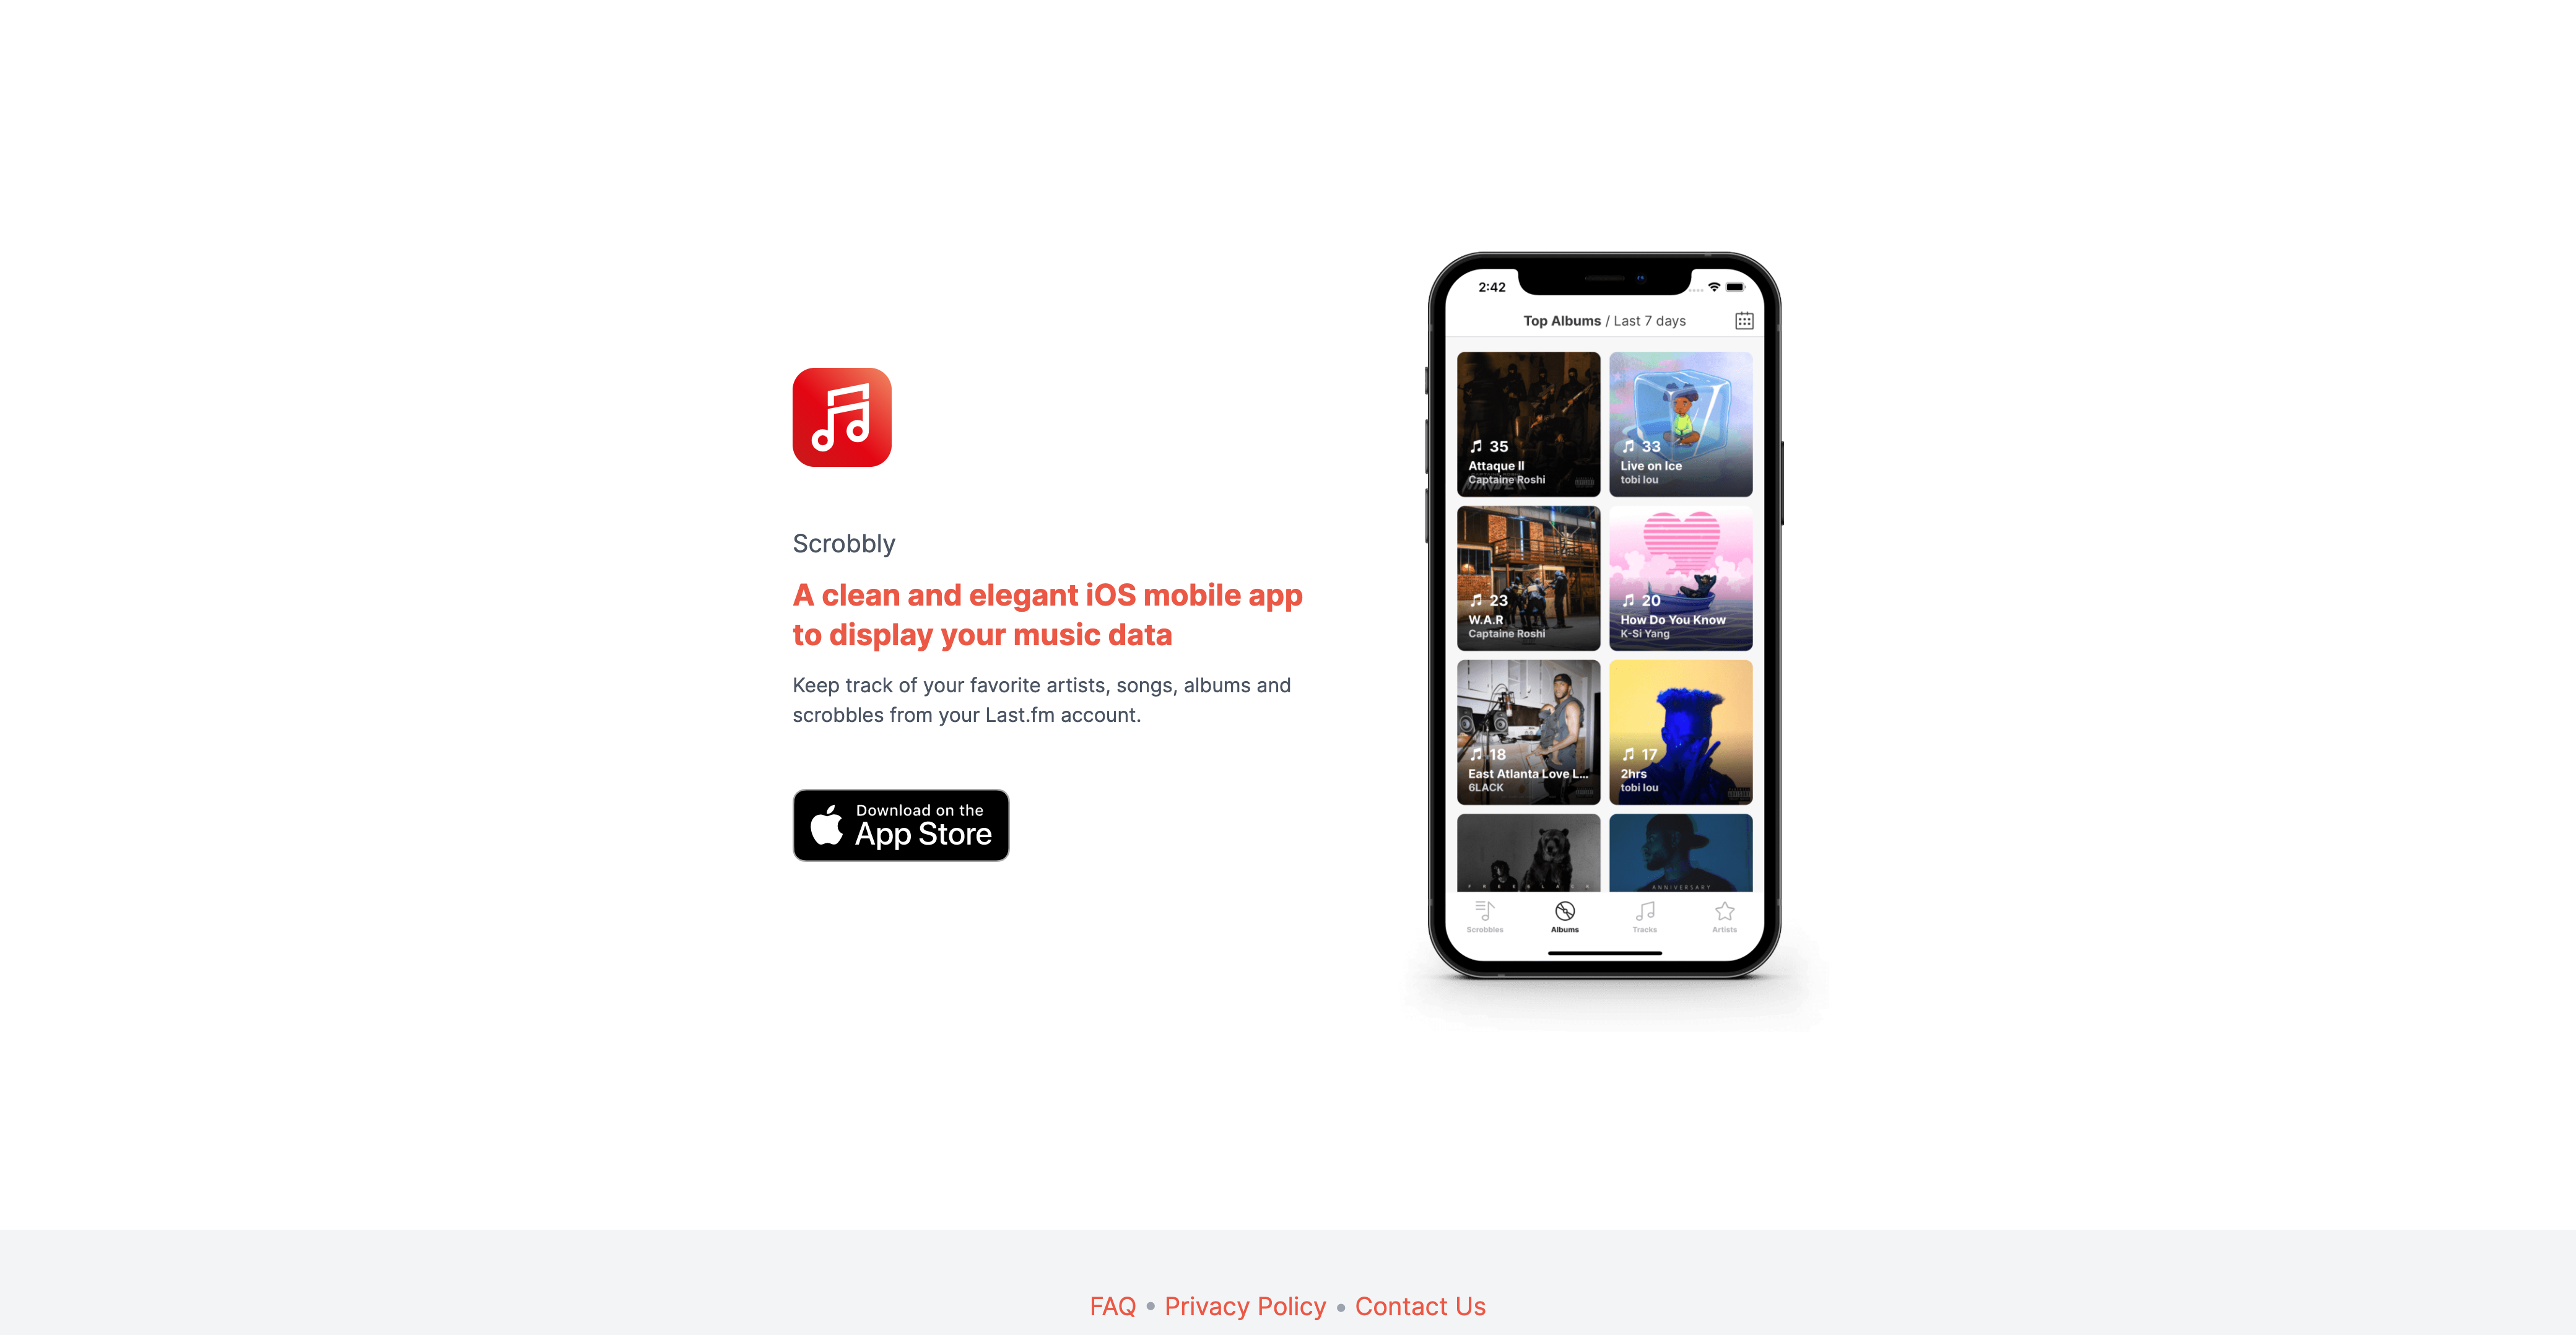 Scrobbly
A clean and elegant iOS mobile app
to display your music data
Keep track of your favorite artists, songs, albums and
scrobbles from your Last.fm account.
Download on the
App Store
2:42
Top Albums / Last 7 days
35
Attaque II
Captaine Roshi
33
Live on Ice
tobi lou
23
W.A.R
Captaine Roshi
20
How Do You Know
K-Si Yang
18
East Atlanta Love L...
6LACK
17
2hrs
tobi lou
F R E E 6 L A C K
ANNIVERSARY
Scrobbles
Albums
Tracks
Artists
FAQ • Privacy Policy • Contact Us